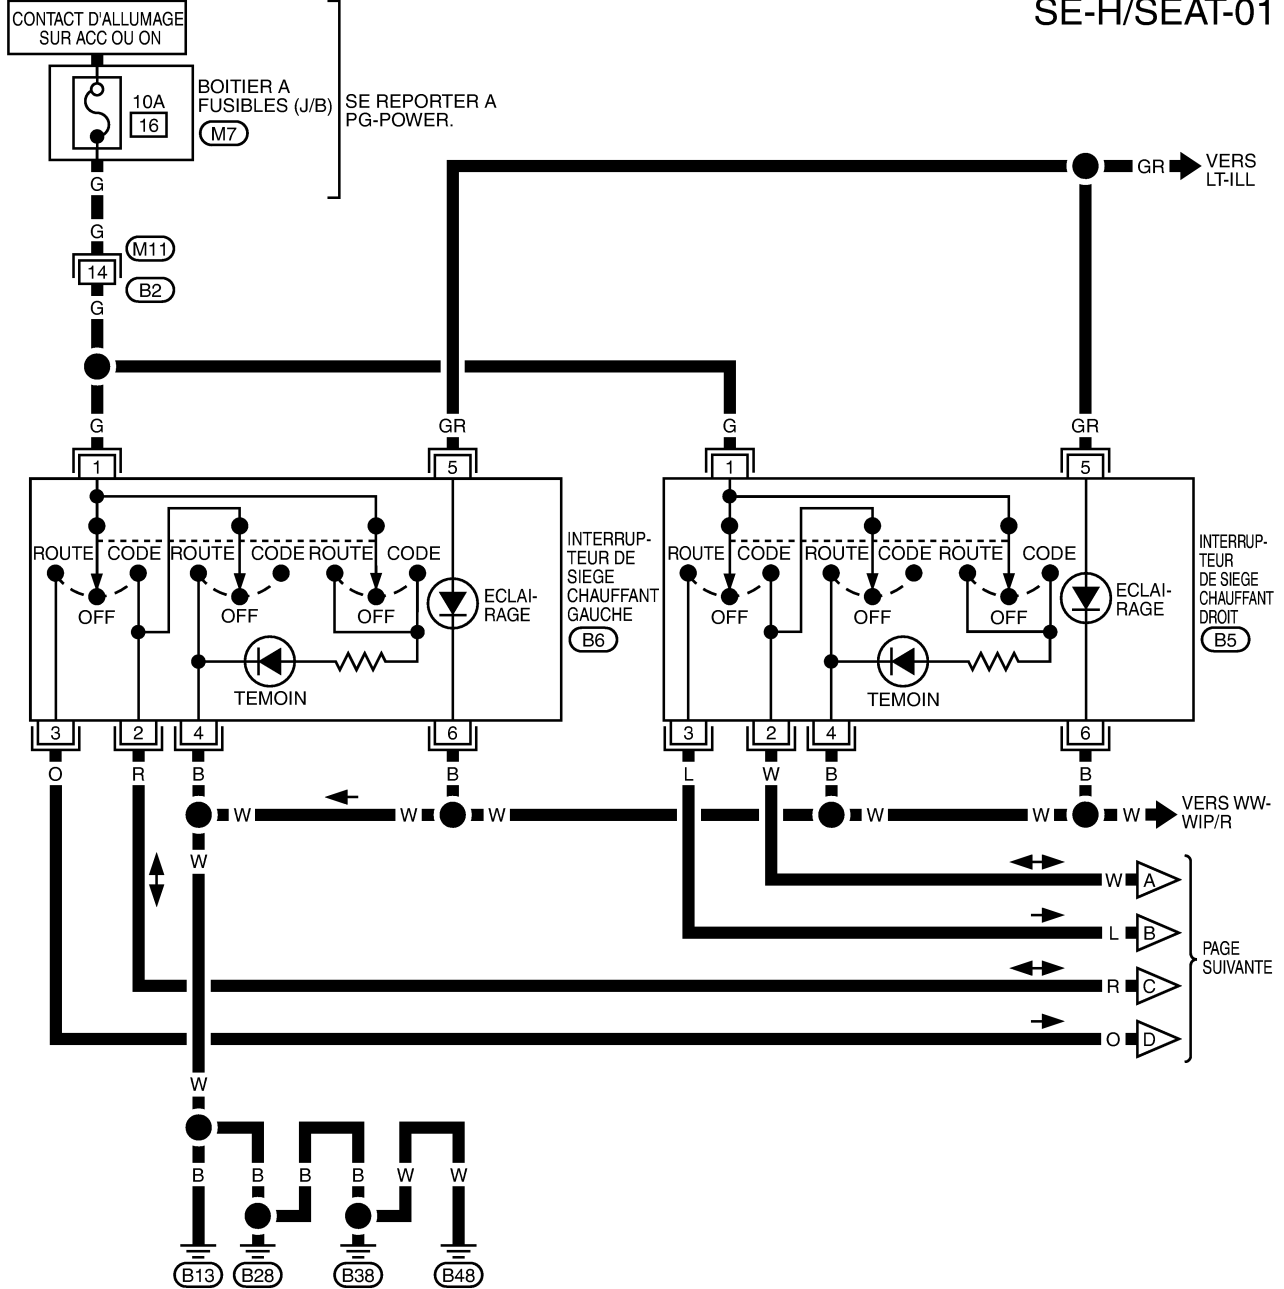 SE-H/SEAT-01
CONTACT D'ALLUMAGE
SUR ACC OU ON
10A
16
BOITIER A
FUSIBLES (J/B)
M7
SE REPORTER A
PG-POWER.
G
G
M11
14
B2
G
GR
VERS
LT-ILL
G
GR
G
GR
1
5
1
5
ROUTE
CODE
ROUTE
CODE
ROUTE
CODE
OFF
OFF
OFF
ECLAI-
RAGE
TEMOIN
INTERRUP-
TEUR DE
SIEGE
CHAUFFANT
GAUCHE
B6
ROUTE
CODE
ROUTE
CODE
ROUTE
CODE
OFF
OFF
OFF
ECLAI-
RAGE
TEMOIN
INTERRUP-
TEUR
DE SIEGE
CHAUFFANT
DROIT
B5
3
2
4
6
3
2
4
6
O
R
B
B
L
W
B
B
W
W
W
W
W
W
VERS WW-
WIP/R
W
W
A
L
B
R
C
O
D
PAGE
SUIVANTE
W
B
B
B
B
W
W
B13
B28
B38
B48